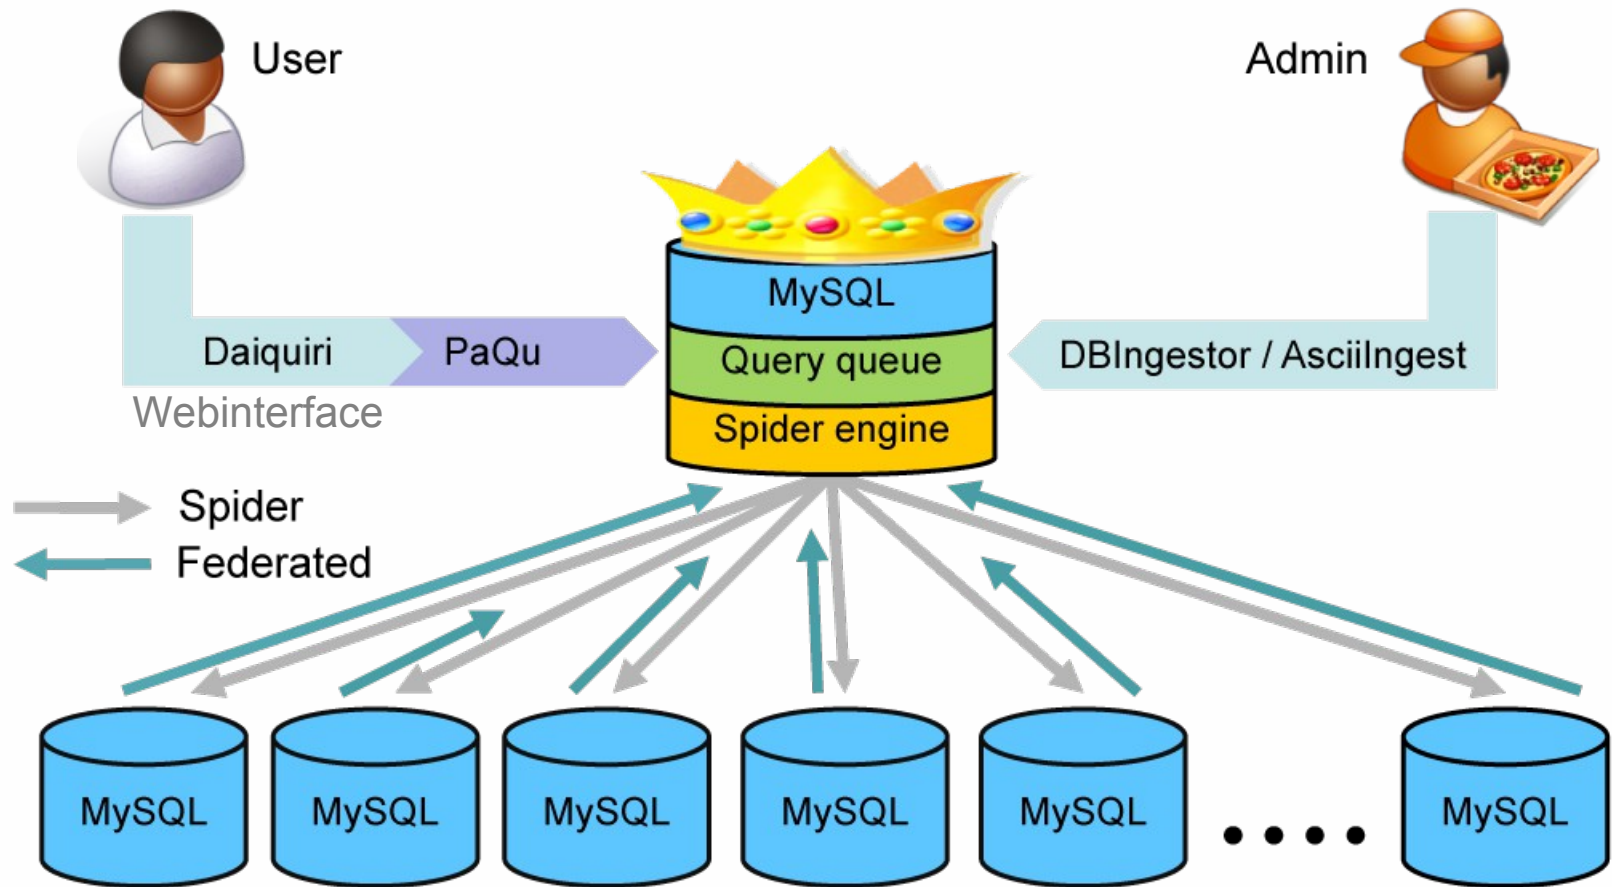 User
Admin
MySQL
Query queue
Spider engine
Daiquiri
PaQu
Webinterface
DBIngestor / AsciiIngest
Spider
Federated
MySQL
MySQL
MySQL
MySQL
MySQL
MySQL